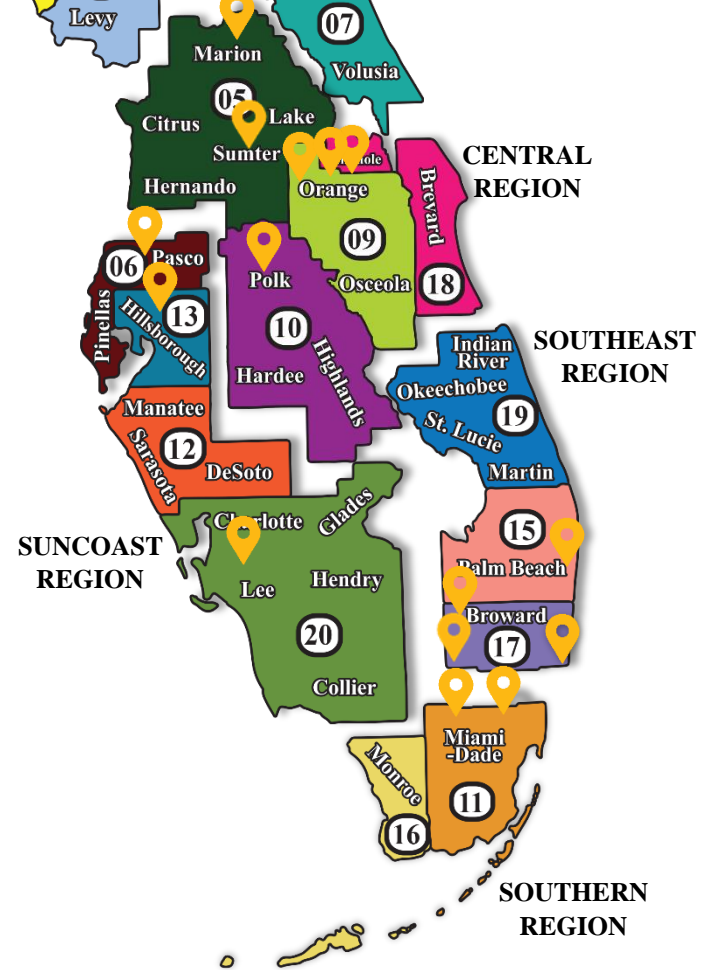 Levy
07
Marion
Volusia
05
Citrus
Lake
Sumter
CENTRAL
REGION
Hernando
Orange
Brevard
09
06
Pasco
Polk
Osceola
18
Pinellas
Hillsborough
13
10
SOUTHEAST
REGION
Indian
River
Hardee
Highlands
Okeechobee
19
Manatee
St. Lucie
Sarasota
12
DeSoto
Martin
Charlotte
Glades
15
SUNCOAST
REGION
Palm Beach
Lee
Hendry
Broward
20
17
Collier
Miami
-Dade
Monroe
11
16
SOUTHERN
REGION